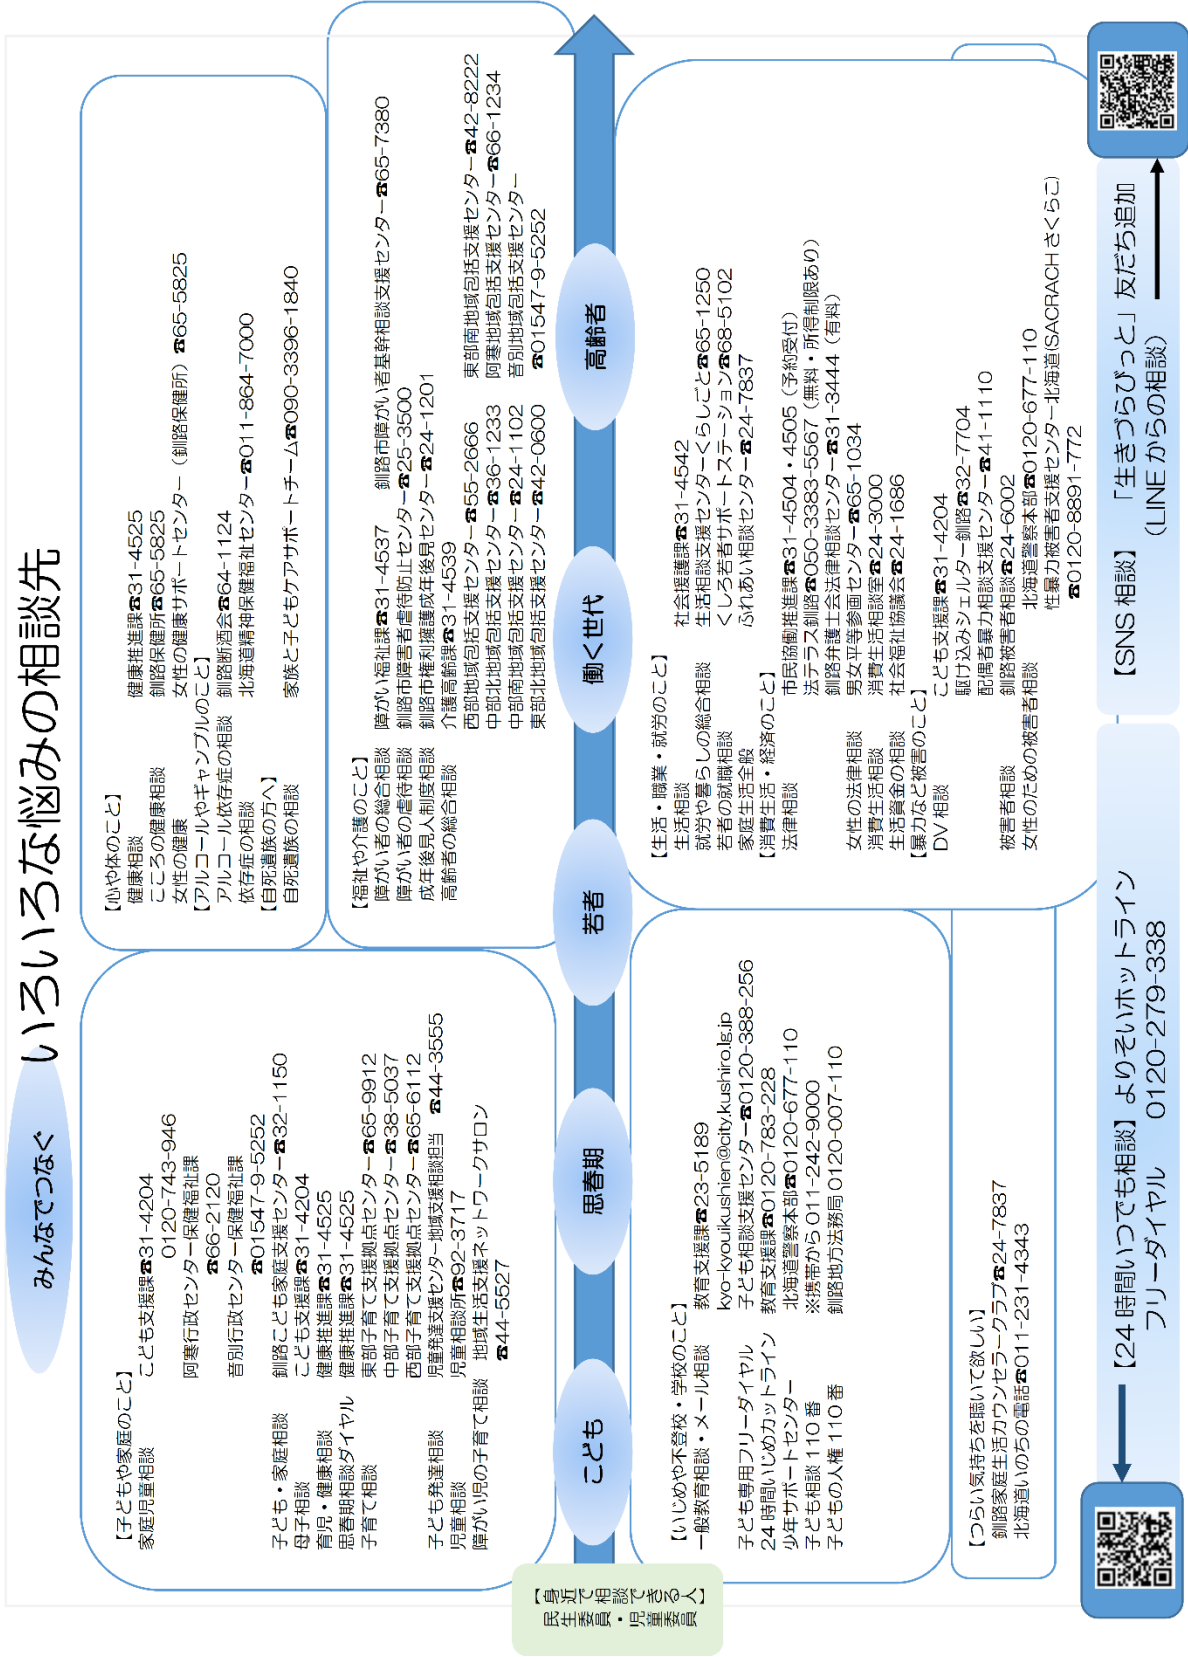 みんなでつなぐ いろいろな悩みの相談先
【子どもや家庭のこと】
家庭児童相談 こども支援課☎31-4204
0120-743-946
阿寒行政センター保健福祉課
☎66-2120
音別行政センター保健福祉課
☎01547-9-5252
子ども・家庭相談 釧路こども家庭支援センター☎32-1150
母子相談 こども支援課☎31-4204
育児・健康相談 健康推進課☎31-4525
思春期相談ダイヤル 健康推進課☎31-4525
子育て相談 東部子育て支援拠点センター☎65-9912
中部子育て支援拠点センター☎38-5037
西部子育て支援拠点センター☎65-6112
子ども発達相談 児童発達支援センター地域支援相談担当 ☎44-3555
児童相談 児童相談所☎92-3717
障がい児の子育て相談 地域生活支援ネットワークサロン
☎44-5527
【心や体のこと】
健康相談 健康推進課☎31-4525
こころの健康相談 釧路保健所☎65-5825
女性の健康 女性の健康サポートセンター（釧路保健所）☎65-5825
【アルコールやギャンブルのこと】
アルコール依存症の相談 釧路断酒会☎64-1124
依存症の相談 北海道精神保健福祉センター☎011-864-7000
【自死遺族の方へ】
自死遺族の相談 家族と子どもケアサポートチーム☎090-3396-1840
【福祉や介護のこと】
障がい者の総合相談 障がい福祉課☎31-4537 釧路市障がい者基幹相談支援センター☎65-7380
障がい者の虐待相談 釧路市障害者虐待防止センター☎25-3500
成年後見人制度相談 釧路市権利擁護成年後見センター☎24-1201
高齢者の総合相談 介護高齢課☎31-4539
西部地域包括支援センター☎55-2666 東部南地域包括支援センター☎42-8222
中部北地域包括支援センター☎36-1233 阿寒地域包括支援センター☎66-1234
中部南地域包括支援センター☎24-1102 音別地域包括支援センター
東部北地域包括支援センター☎42-0600 ☎01547-9-5252
【身近で相談できる人】
民生委員・児童委員
こども 思春期 若者 働く世代 高齢者
【いじめや不登校・学校のこと】
一般教育相談・メール相談 教育支援課☎23-5189
kyo-kyouikushien@city.kushiro.lg.jp
子ども専用フリーダイヤル 子ども相談支援センター☎0120-388-256
24時間いじめカットライン 教育支援課☎0120-783-228
少年サポートセンター 北海道警察本部☎0120-677-110
子ども相談110番 ※携帯から011-242-9000
子どもの人権110番 釧路地方法務局 0120-007-110
【つらい気持ちを聴いて欲しい】
釧路家庭生活カウンセラークラブ☎24-7837
北海道いのちの電話☎011-231-4343
【生活・職業・就労のこと】
生活相談 社会援護課☎31-4542
就労や暮らしの総合相談 生活相談支援センターくらしごと☎65-1250
若者の就職相談 くしろ若者サポートステーション☎68-5102
家庭生活全般 ふれあい相談センター☎24-7837
【消費生活・経済のこと】
法律相談 市民協働推進課☎31-4504・4505（予約受付）
法テラス釧路☎050-3383-5567（無料・所得制限あり）
釧路弁護士会法律相談センター☎31-3444（有料）
女性の法律相談 男女平等参画センター☎65-1034
消費生活相談 消費生活相談室☎24-3000
生活資金の相談 社会福祉協議会☎24-1686
【暴力など被害のこと】
DV相談 こども支援課☎31-4204
駆け込みシェルター釧路☎32-7704
配偶者暴力相談支援センター☎41-1110
被害者相談 釧路被害者相談☎24-6002
女性のための被害者相談 北海道警察本部☎0120-677-110
性暴力被害者支援センター北海道(SACRACHさくらこ)
☎0120-8891-772
【24時間いつでも相談】よりそいホットライン
フリーダイヤル 0120-279-338
【SNS相談】 「生きづらびっと」友だち追加
（LINEからの相談）